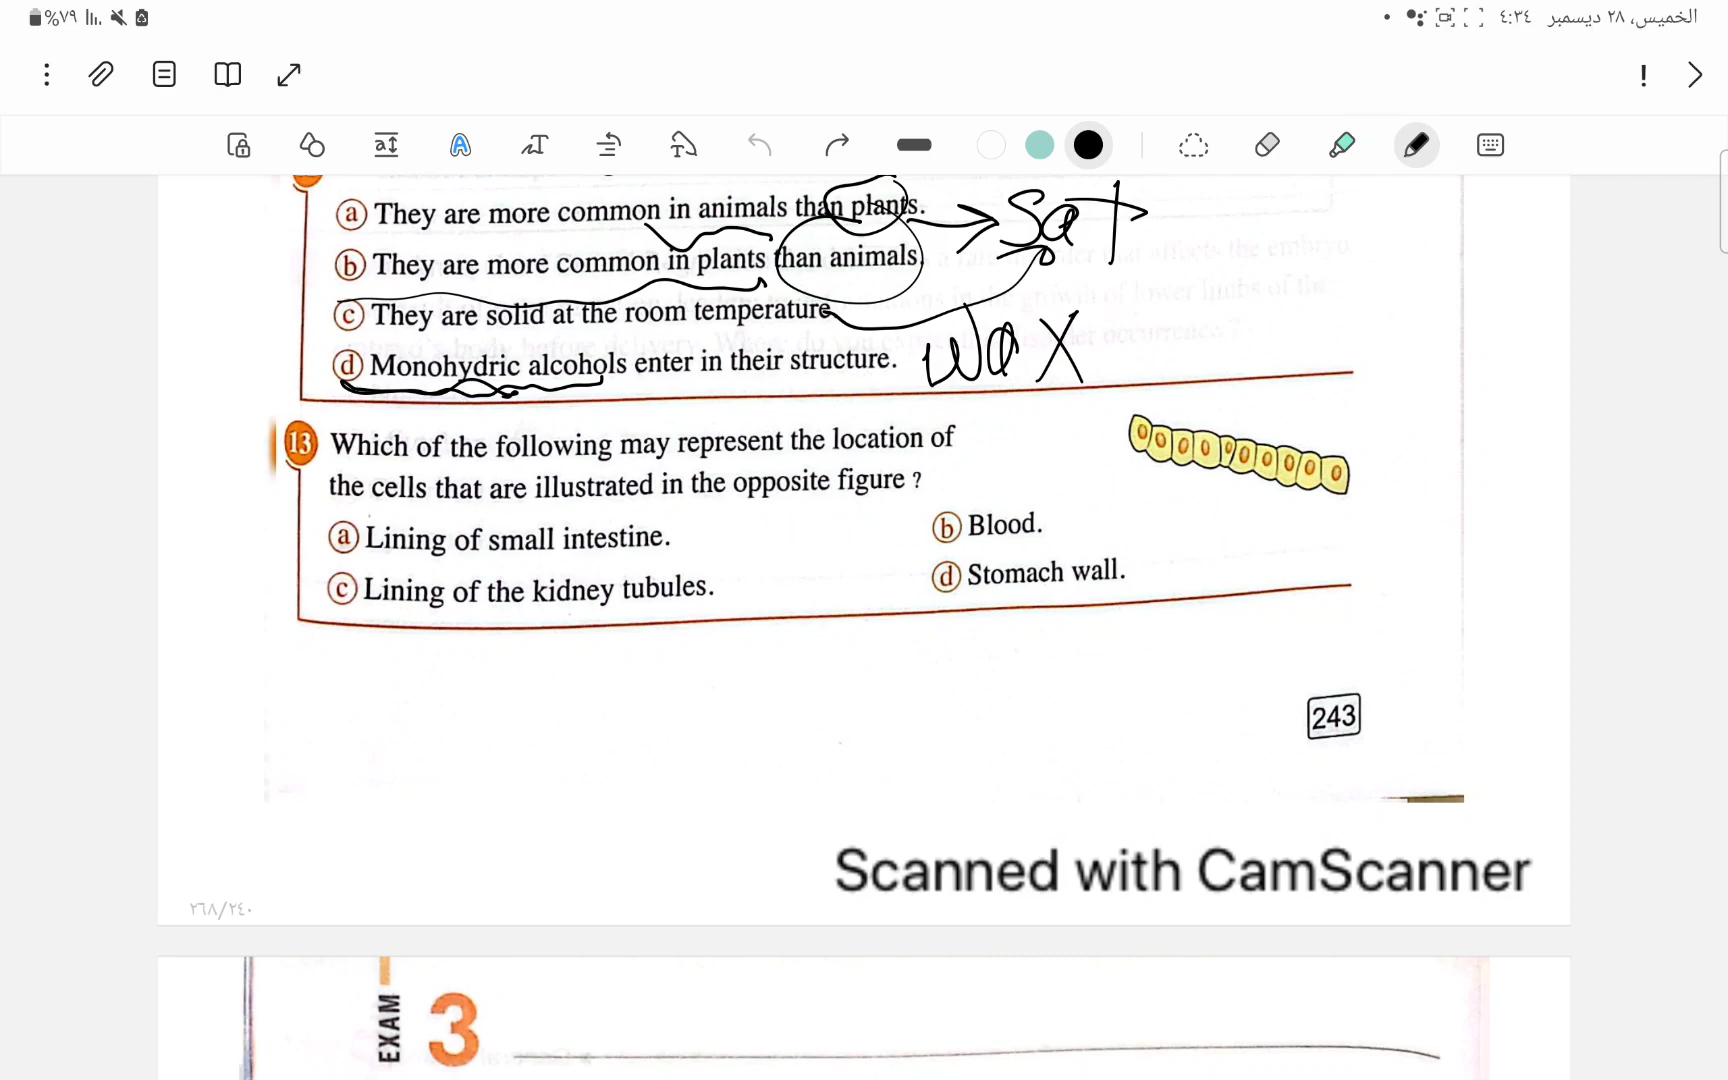 %٧٩
الخميس، ٢٨ ديسمبر ٤:٣٤
a They are more common in animals than plants.
Sat
b They are more common in plants than animals.
c They are solid at the room temperature
d Monohydric alcohols enter in their structure.
wax
13 Which of the following may represent the location of
the cells that are illustrated in the opposite figure ?
a Lining of small intestine.
b Blood.
c Lining of the kidney tubules.
d Stomach wall.
243
Scanned with CamScanner
٢٦٨/٢٤٠
EXAM 3